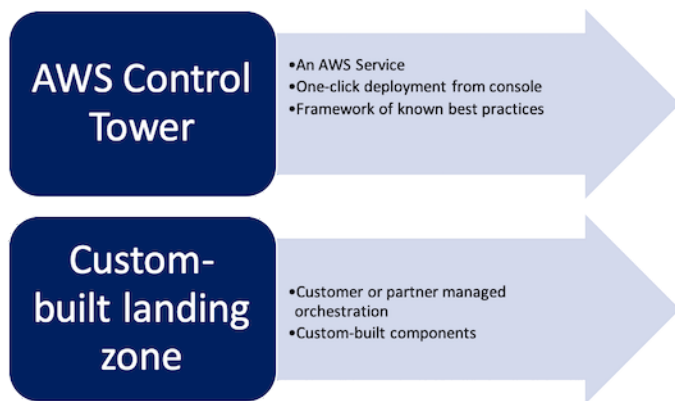 AWS Control
Tower
•An AWS Service
•One-click deployment from console
•Framework of known best practices
Custom-
built landing
zone
•Customer or partner managed
orchestration
•Custom-built components